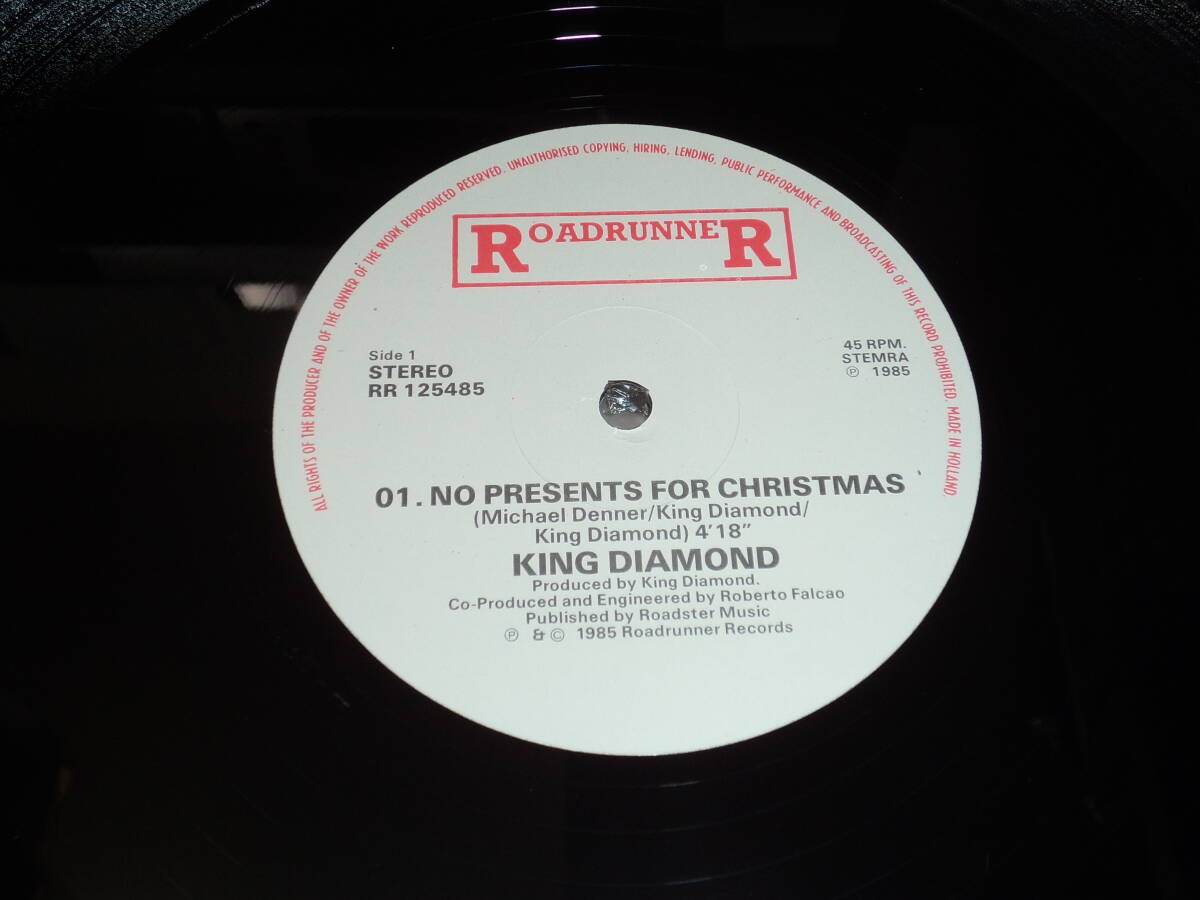 ALL RIGHTS OF THE PRODUCER AND OF THE OWNER OF THE WORK REPRODUCED RESERVED. UNAUTHORISED COPYING, HIRING, LENDING, PUBLIC PERFORMANCE AND BROADCASTING OF THIS RECORD PROHIBITED. MADE IN HOLLAND.
ROADRUNNER
Side 1
STEREO
RR 125485
45 RPM.
STEMRA
℗ 1985
01. NO PRESENTS FOR CHRISTMAS
(Michael Denner/King Diamond/
King Diamond) 4'18"
KING DIAMOND
Produced by King Diamond.
Co-Produced and Engineered by Roberto Falcao
Published by Roadster Music
℗ & © 1985 Roadrunner Records